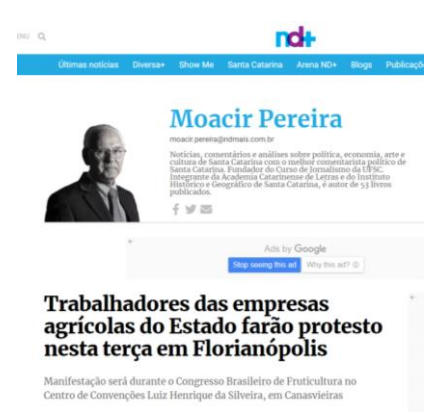 ENU
nd+
Últimas notícias Diversa+ Show Me Santa Catarina Arena ND+ Blogs Publicaçõ
Moacir Pereira
moacir.pereira@ndmais.com.br
Notícias, comentários e análises sobre política, economia, arte e
cultura de Santa Catarina com o melhor comentarista político de
Santa Catarina. Fundador do Curso de Jornalismo da UFSC.
Integrante da Academia Catarinense de Letras e do Instituto
Histórico e Geográfico de Santa Catarina, é autor de 53 livros
publicados.
Ads by Google
Stop seeing this ad Why this ad?
Trabalhadores das empresas
agrícolas do Estado farão protesto
nesta terça em Florianópolis
Manifestação será durante o Congresso Brasileiro de Fruticultura no
Centro de Convenções Luiz Henrique da Silveira, em Canasvieiras